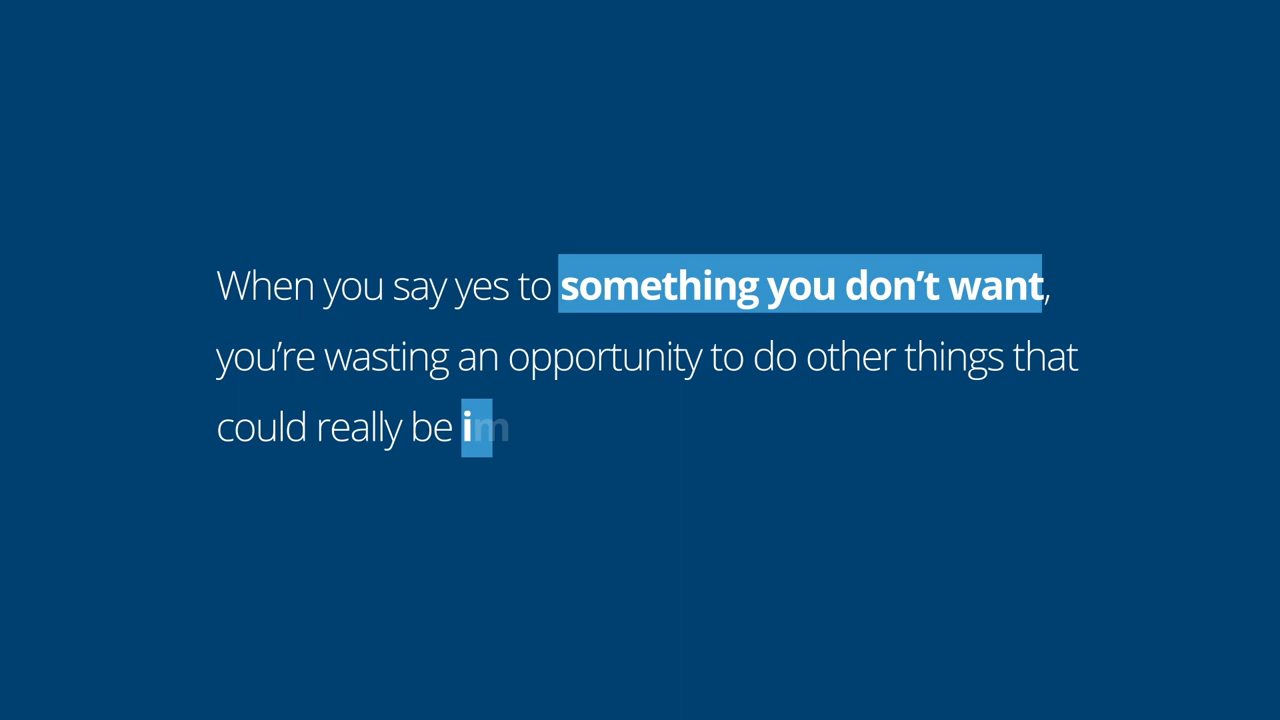 When you say yes to something you don’t want,
you’re wasting an opportunity to do other things that
could really be im